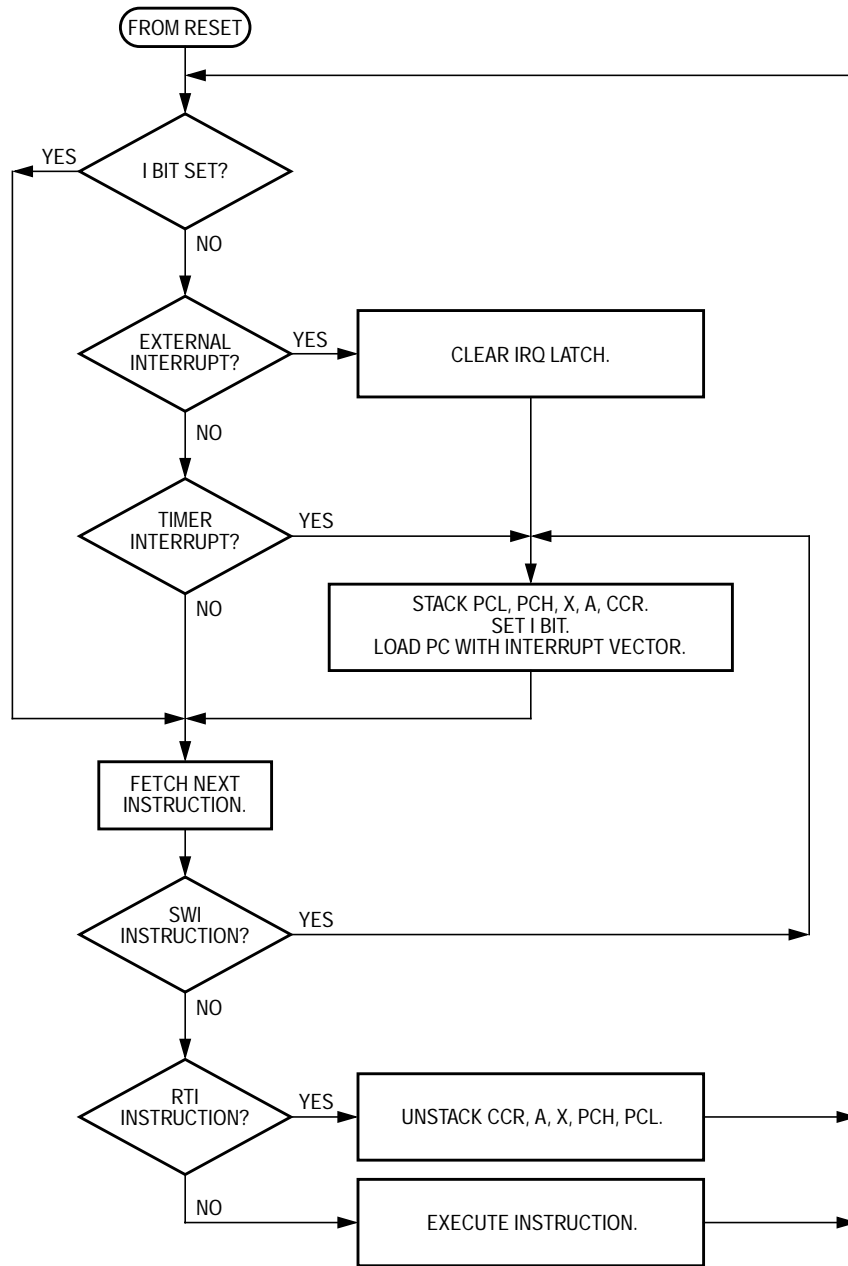 FROM RESET
YES
I BIT SET?
NO
EXTERNAL
INTERRUPT?
YES
CLEAR IRQ LATCH.
NO
TIMER
INTERRUPT?
YES
NO
STACK PCL, PCH, X, A, CCR.
SET I BIT.
LOAD PC WITH INTERRUPT VECTOR.
FETCH NEXT
INSTRUCTION.
SWI
INSTRUCTION?
YES
NO
RTI
INSTRUCTION?
YES
UNSTACK CCR, A, X, PCH, PCL.
NO
EXECUTE INSTRUCTION.